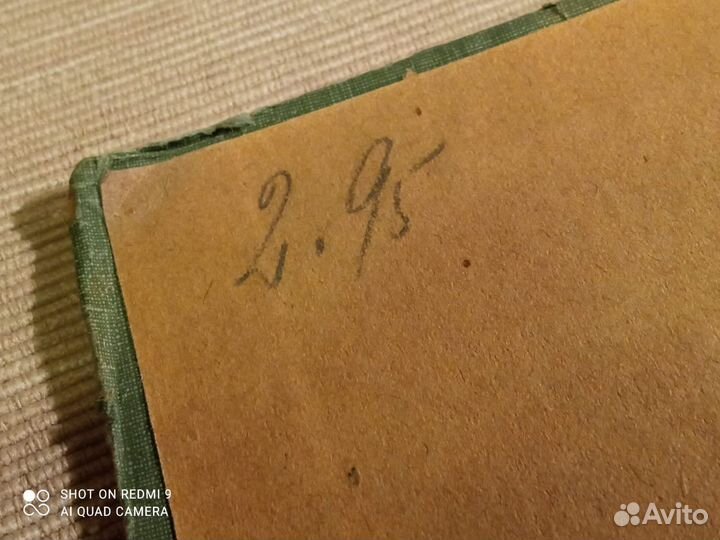 2.95
SHOT ON REDMI 9
AI QUAD CAMERA
Avito